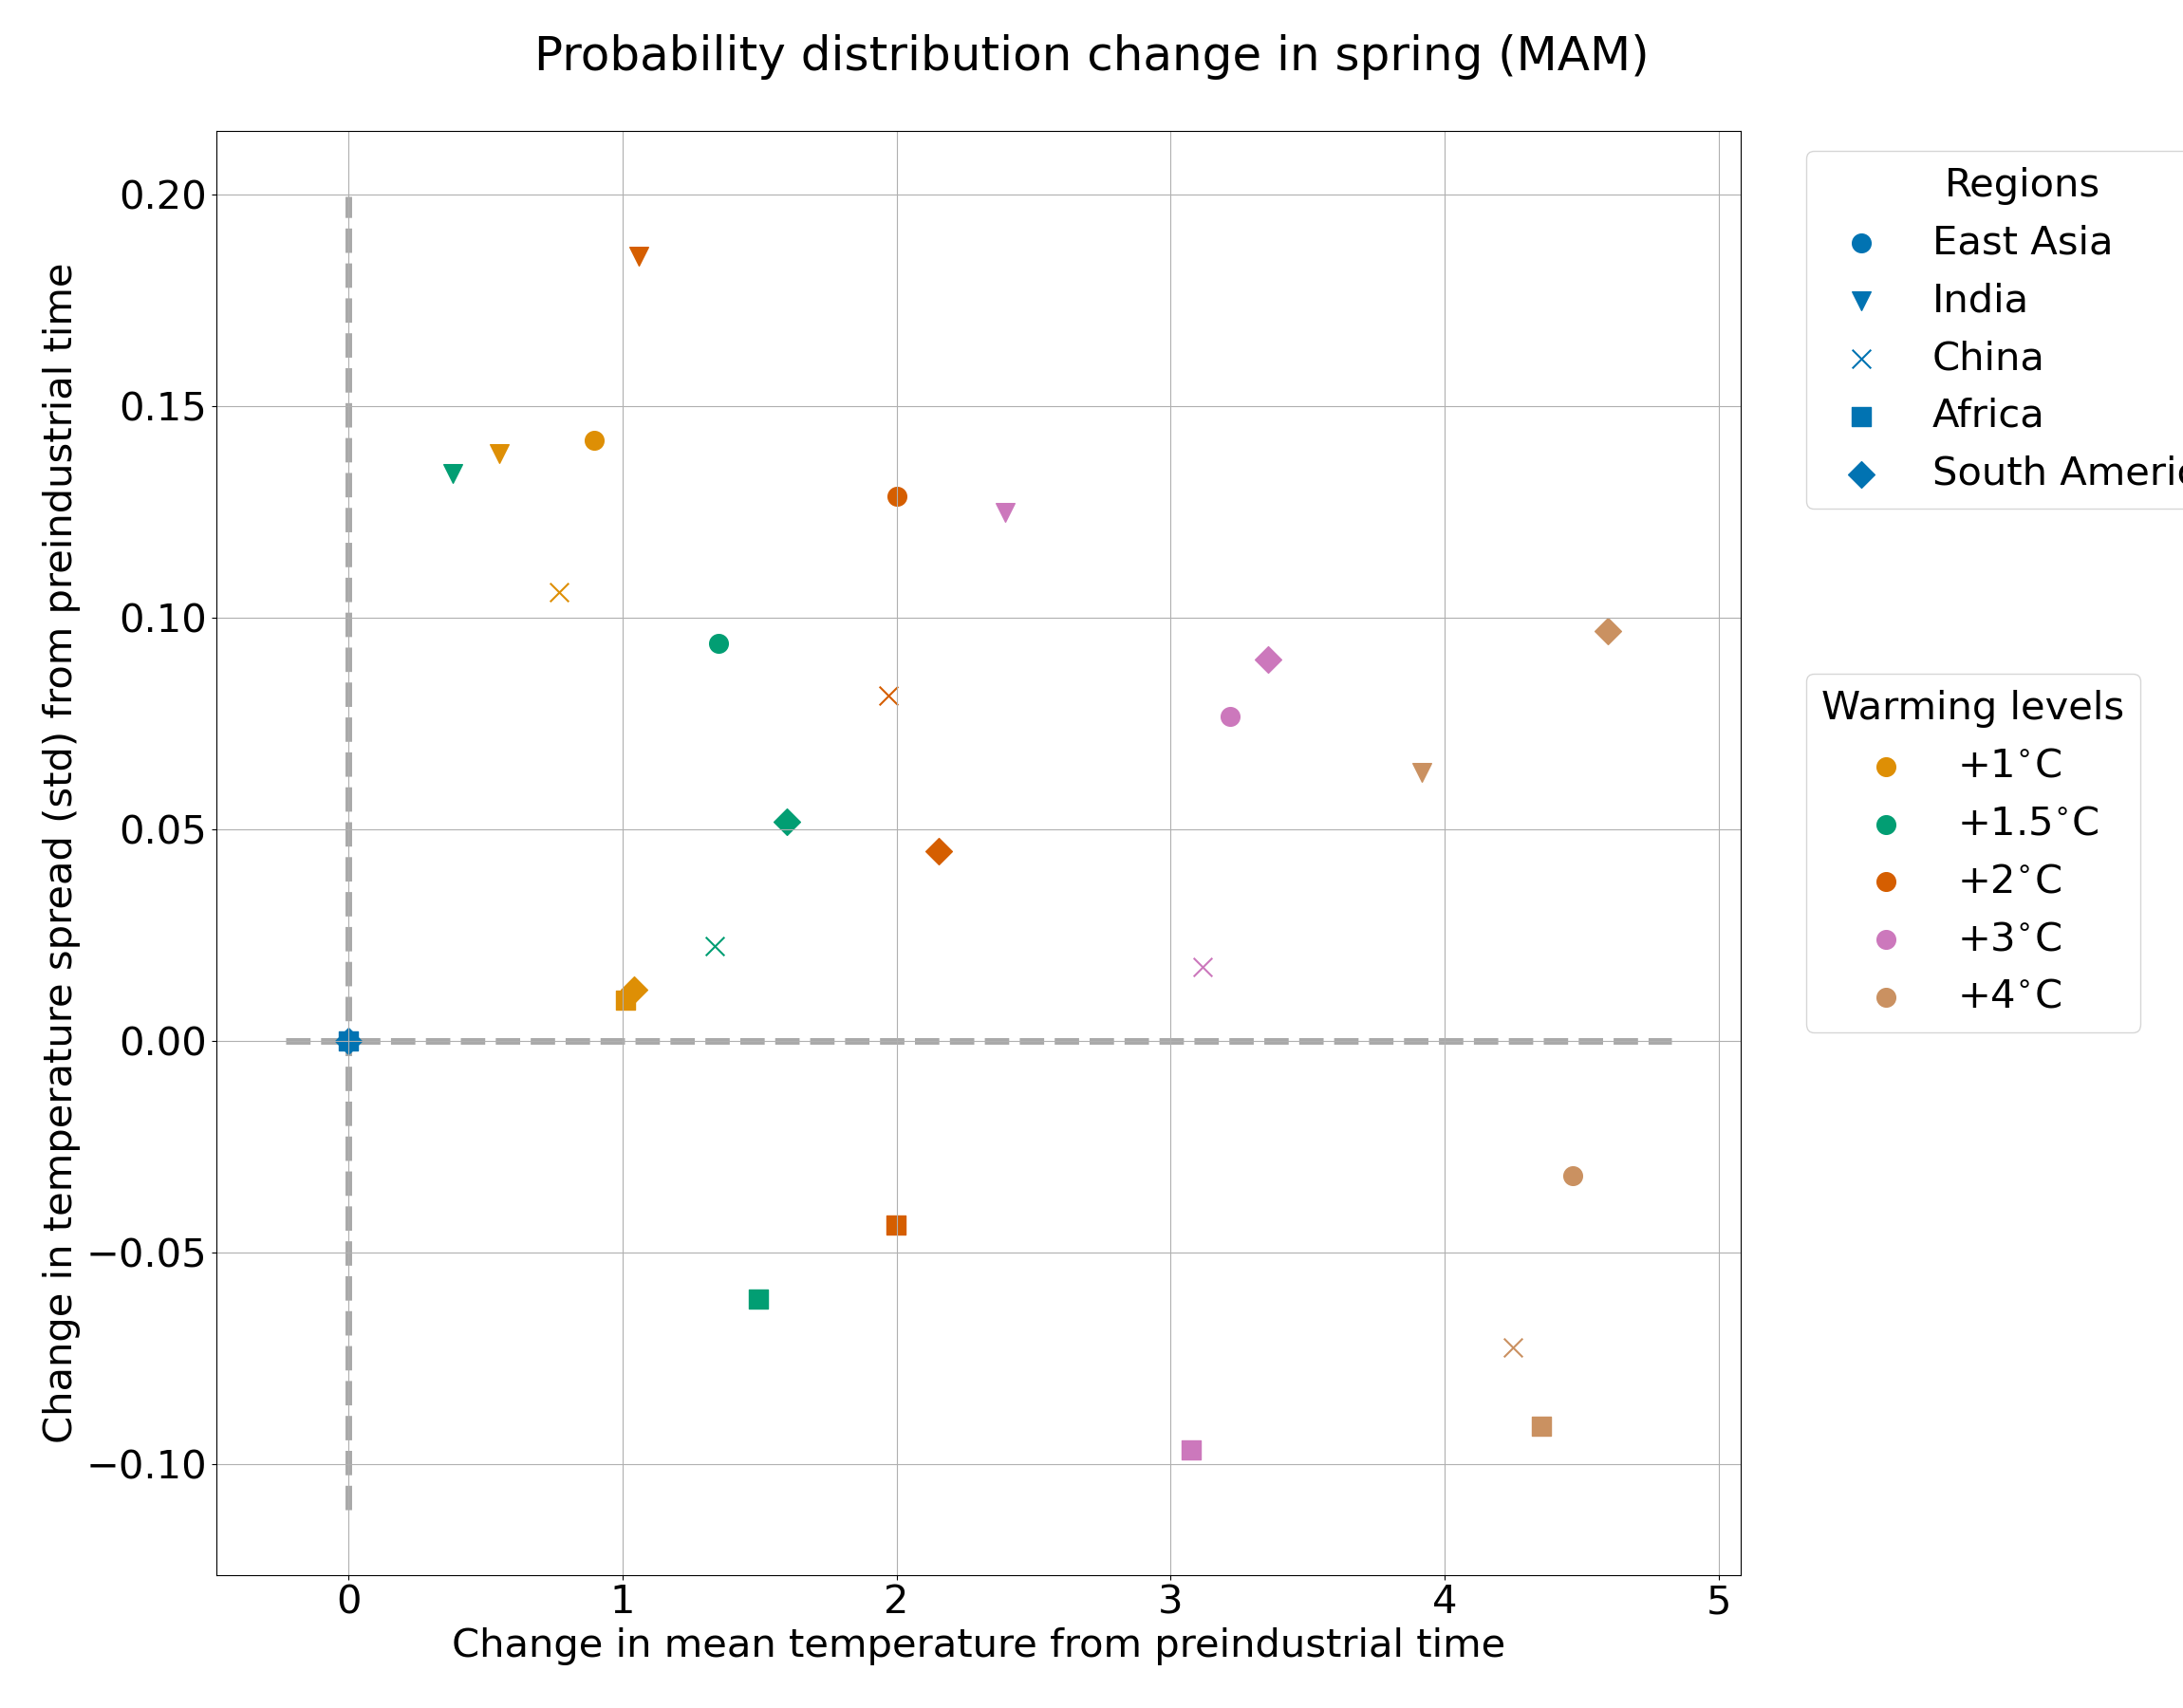 Probability distribution change in spring (MAM)
Change in temperature spread (std) from preindustrial time
0.20
0.15
0.10
0.05
0.00
−0.05
−0.10
0 1 2 3 4 5
Change in mean temperature from preindustrial time
Regions
East Asia
India
China
Africa
South Americ
Warming levels
+1°C
+1.5°C
+2°C
+3°C
+4°C